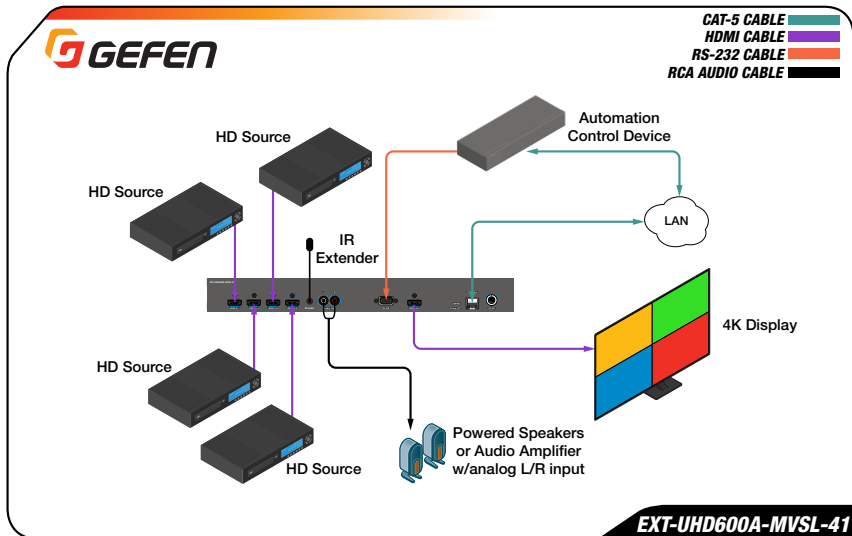 GEFEN
CAT-5 CABLE
HDMI CABLE
RS-232 CABLE
RCA AUDIO CABLE
HD Source
Automation
Control Device
HD Source
LAN
IR
Extender
4K Display
HD Source
HD Source
Powered Speakers
or Audio Amplifier
w/analog L/R input
EXT-UHD600A-MVSL-41